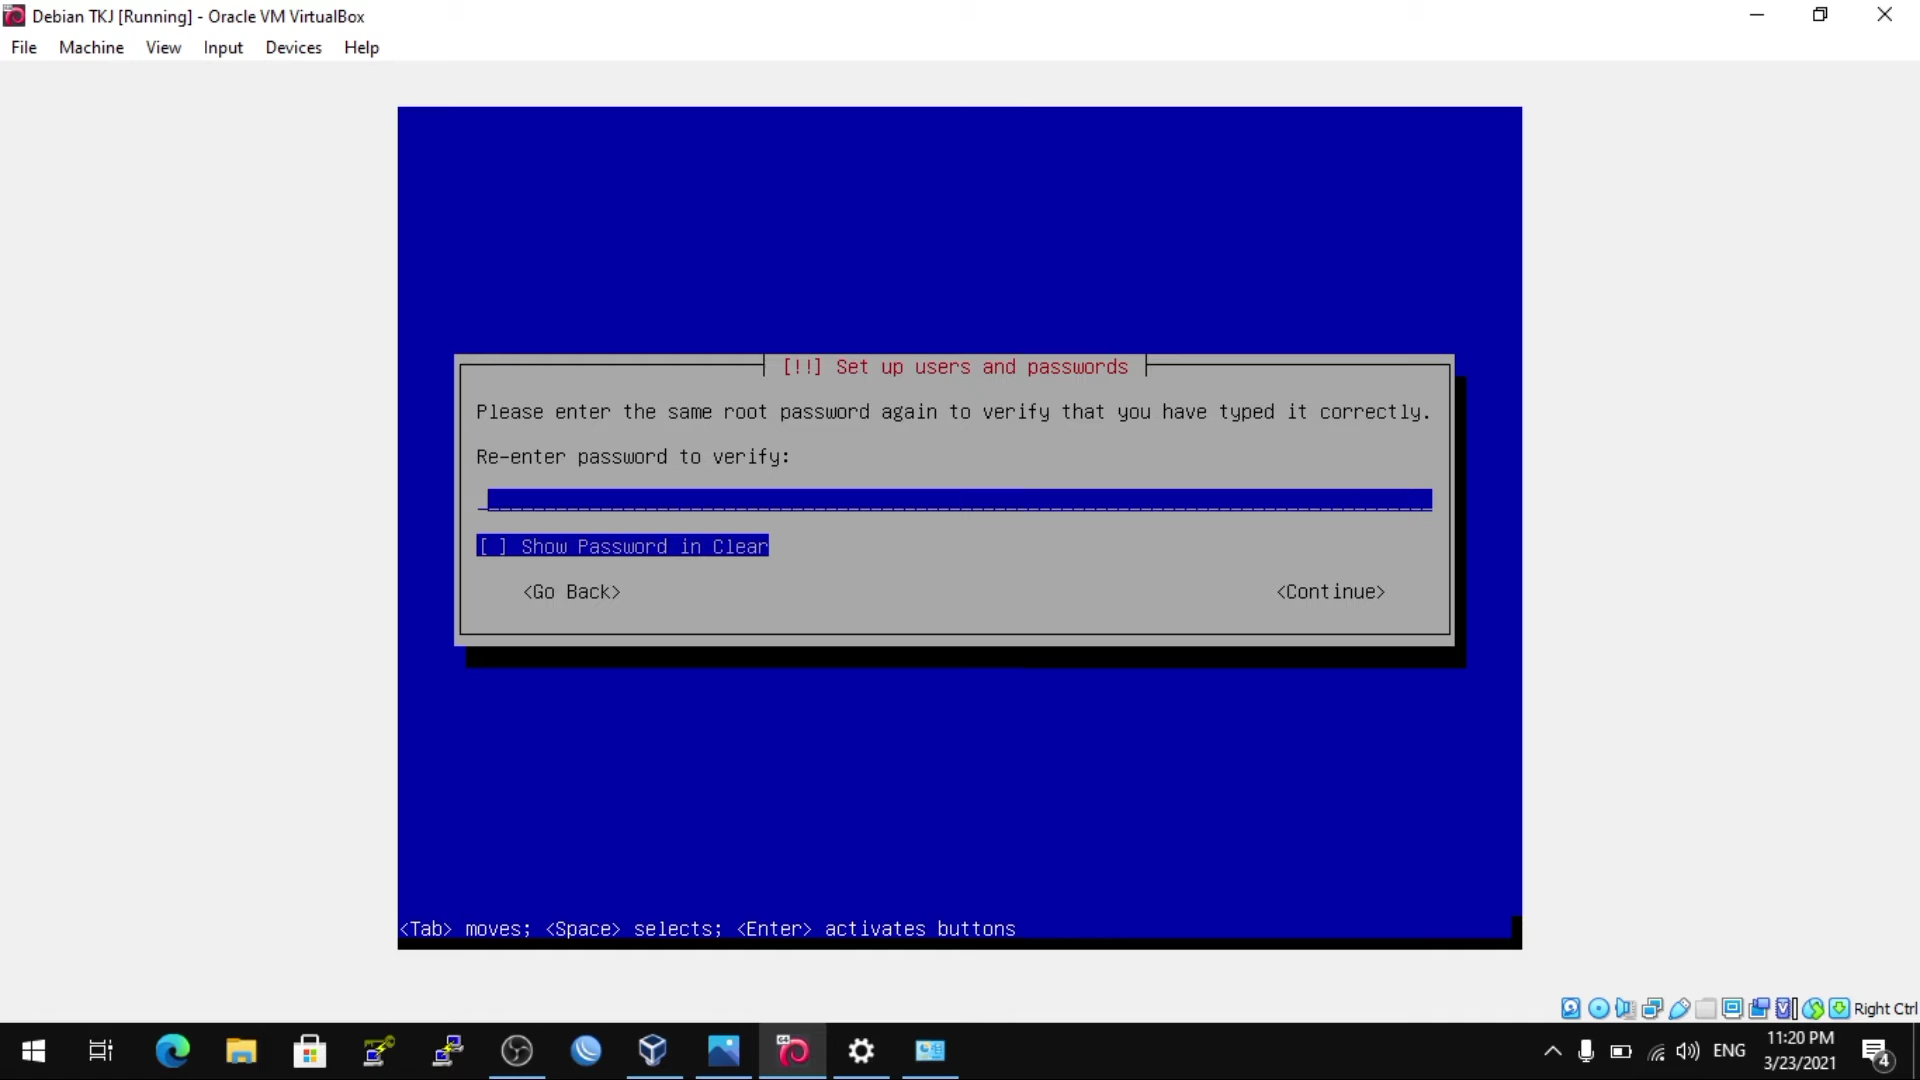 Debian TKJ [Running] - Oracle VM VirtualBox
File Machine View Input Devices Help
[!!] Set up users and passwords
Please enter the same root password again to verify that you have typed it correctly.
Re-enter password to verify:
[ ] Show Password in Clear
<Go Back> <Continue>
<Tab> moves; <Space> selects; <Enter> activates buttons
Right Ctrl
64
ENG
11:20 PM
3/23/2021
4